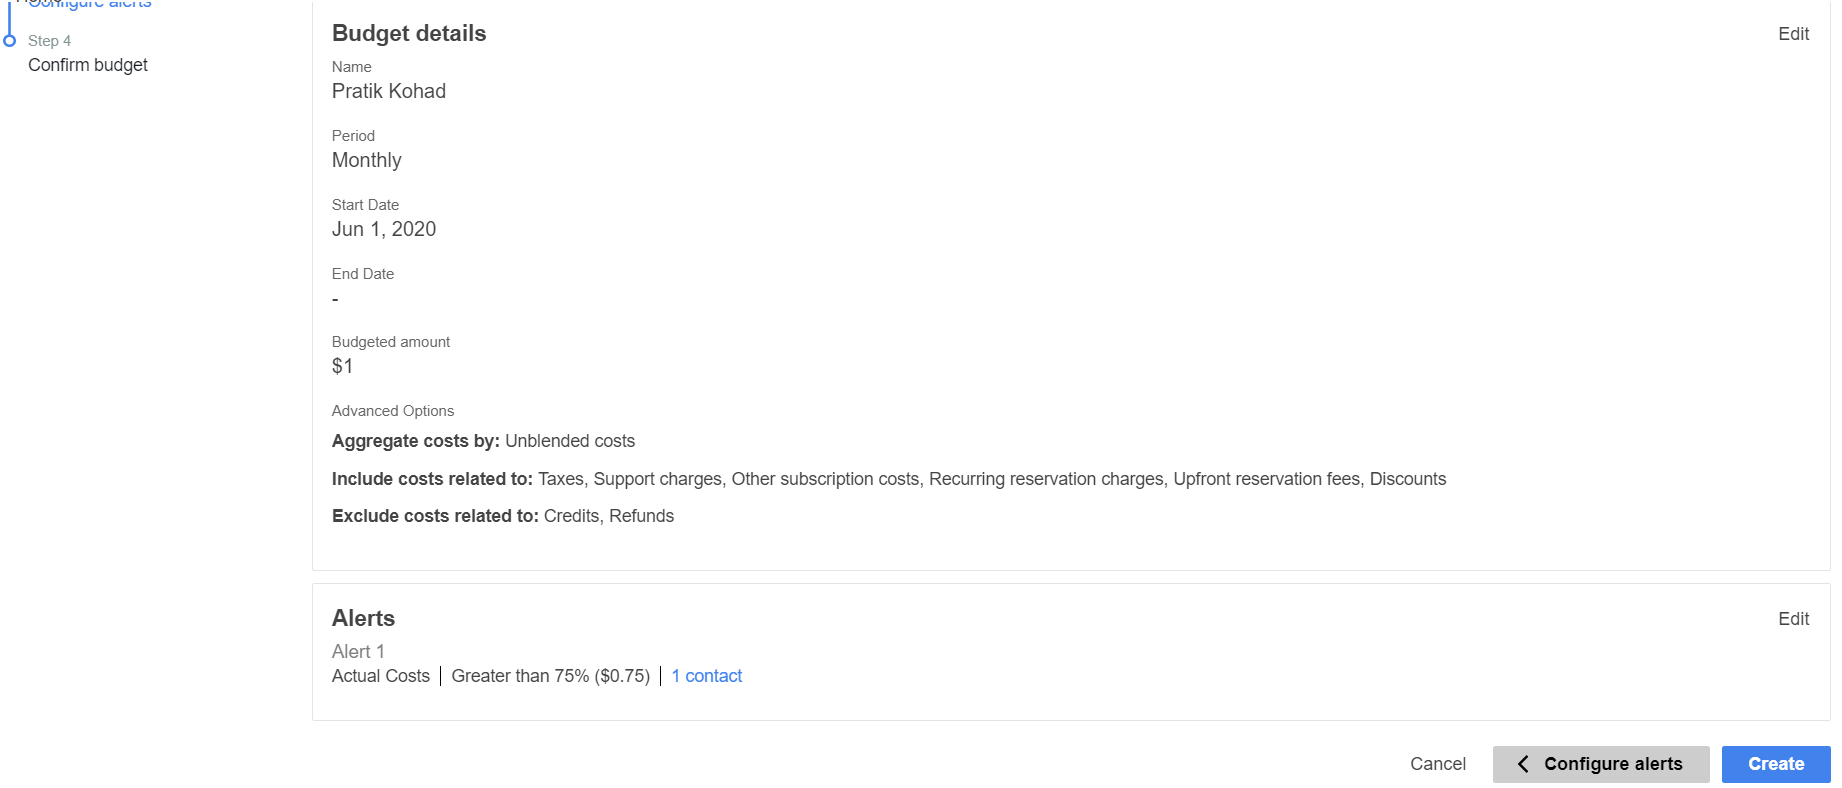 Configure alerts
Step 4
Confirm budget
Budget details
Edit
Name
Pratik Kohad
Period
Monthly
Start Date
Jun 1, 2020
End Date
-
Budgeted amount
$1
Advanced Options
Aggregate costs by: Unblended costs
Include costs related to: Taxes, Support charges, Other subscription costs, Recurring reservation charges, Upfront reservation fees, Discounts
Exclude costs related to: Credits, Refunds
Alerts
Edit
Alert 1
Actual Costs | Greater than 75% ($0.75) | 1 contact
Cancel
Configure alerts
Create